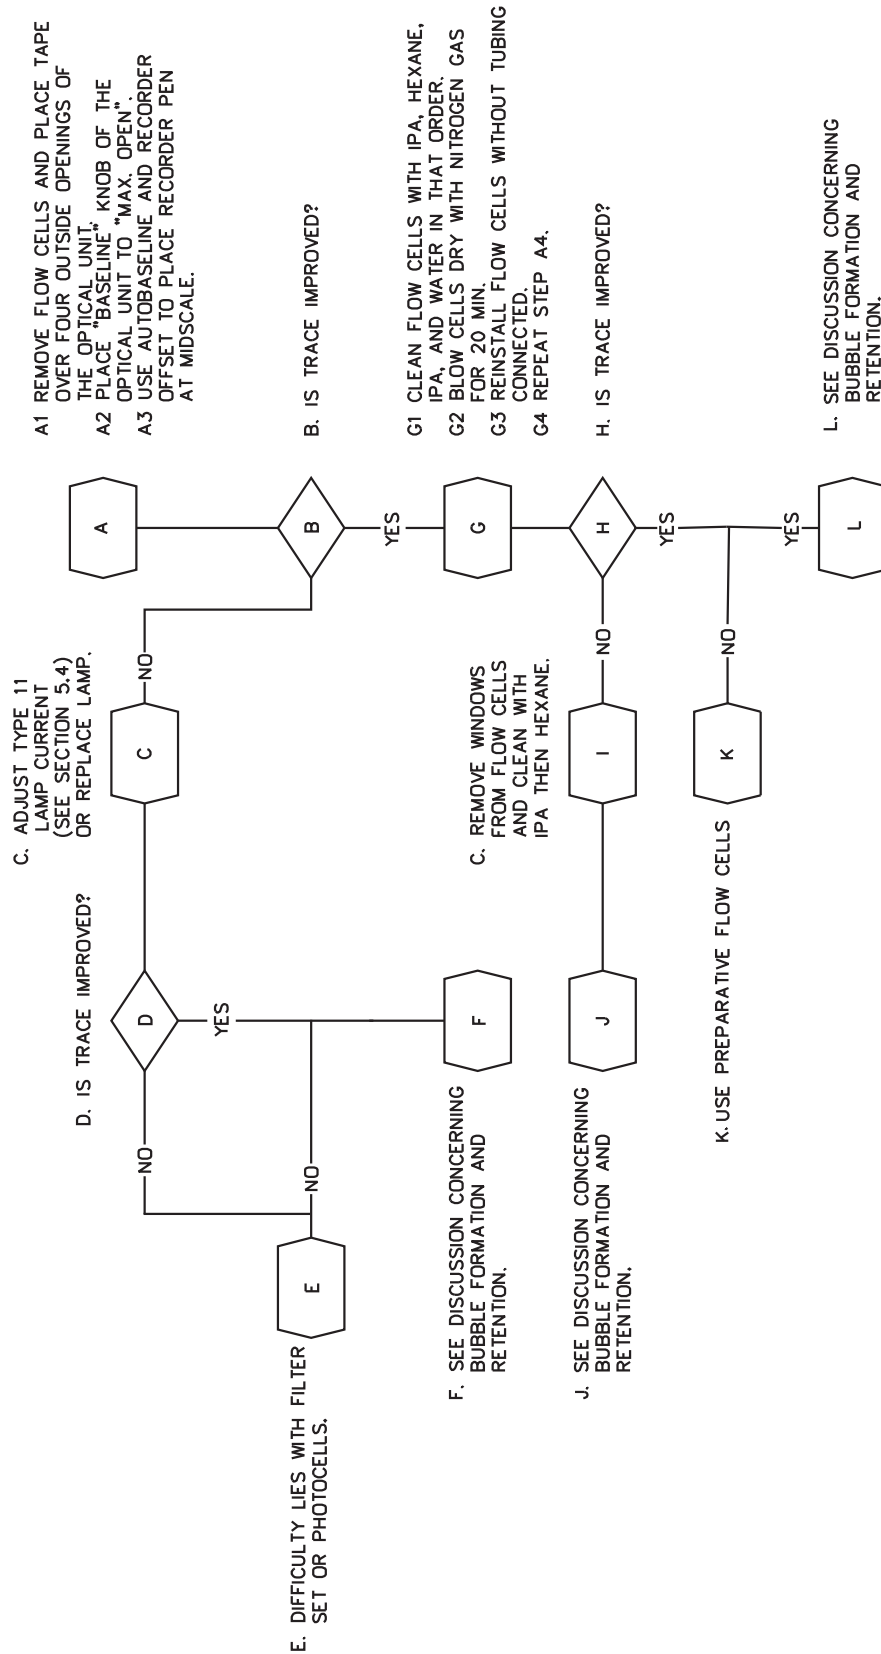 A1 REMOVE FLOW CELLS AND PLACE TAPE
OVER FOUR OUTSIDE OPENINGS OF
THE OPTICAL UNIT.
A2 PLACE "BASELINE" KNOB OF THE
OPTICAL UNIT TO "MAX. OPEN".
A3 USE AUTOBASELINE AND RECORDER
OFFSET TO PLACE RECORDER PEN
AT MIDSCALE.
A
C. ADJUST TYPE 11
LAMP CURRENT
(SEE SECTION 5.4)
OR REPLACE LAMP.
NO
C
D. IS TRACE IMPROVED?
D
NO
YES
B. IS TRACE IMPROVED?
B
YES
NO
E
E. DIFFICULTY LIES WITH FILTER
SET OR PHOTOCELLS.
G1 CLEAN FLOW CELLS WITH IPA, HEXANE,
IPA, AND WATER IN THAT ORDER.
G2 BLOW CELLS DRY WITH NITROGEN GAS
FOR 20 MIN.
G3 REINSTALL FLOW CELLS WITHOUT TUBING
CONNECTED.
G4 REPEAT STEP A4.
G
F
F. SEE DISCUSSION CONCERNING
BUBBLE FORMATION AND
RETENTION.
H. IS TRACE IMPROVED?
H
NO
YES
C. REMOVE WINDOWS
FROM FLOW CELLS
AND CLEAN WITH
IPA THEN HEXANE.
I
J
J. SEE DISCUSSION CONCERNING
BUBBLE FORMATION AND
RETENTION.
NO
K
K. USE PREPARATIVE FLOW CELLS
YES
L
L. SEE DISCUSSION CONCERNING
BUBBLE FORMATION AND
RETENTION.